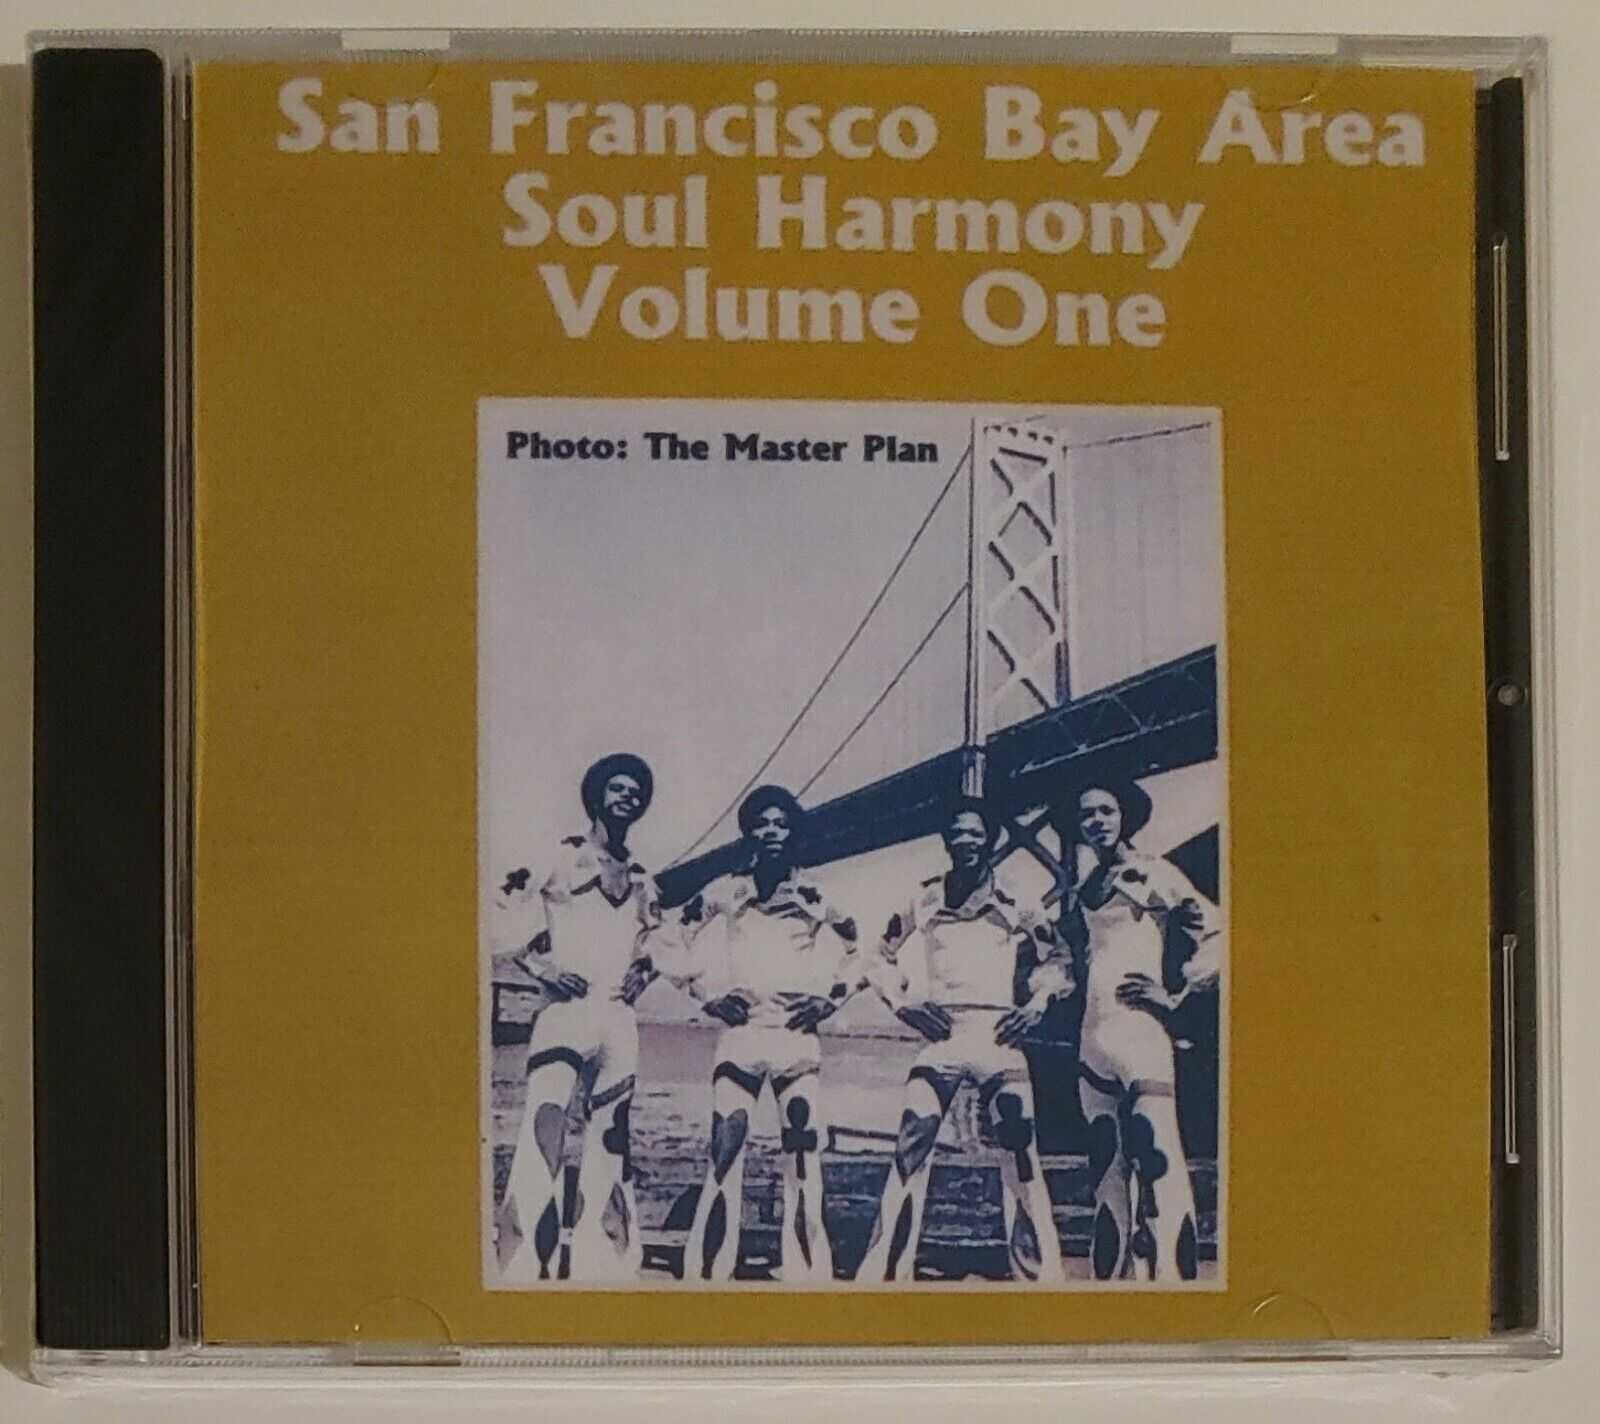 San Francisco Bay Area
Soul Harmony
Volume One
Photo: The Master Plan